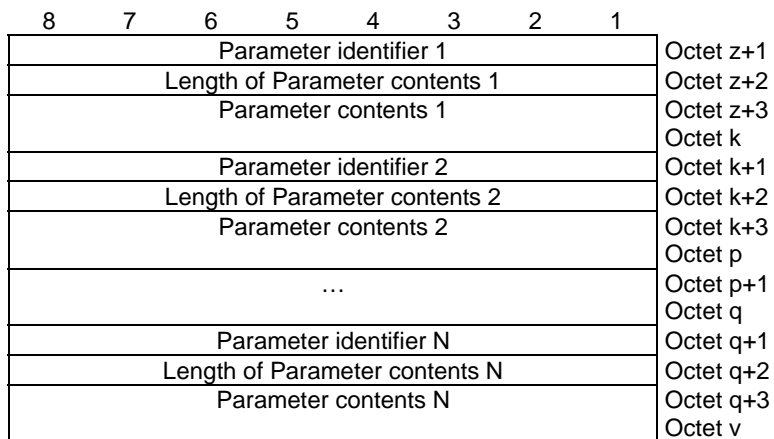 8 7 6 5 4 3 2 1
Parameter identifier 1 Octet z+1
Length of Parameter contents 1 Octet z+2
Parameter contents 1 Octet z+3
Octet k
Parameter identifier 2 Octet k+1
Length of Parameter contents 2 Octet k+2
Parameter contents 2 Octet k+3
Octet p
… Octet p+1
Octet q
Parameter identifier N Octet q+1
Length of Parameter contents N Octet q+2
Parameter contents N Octet q+3
Octet v